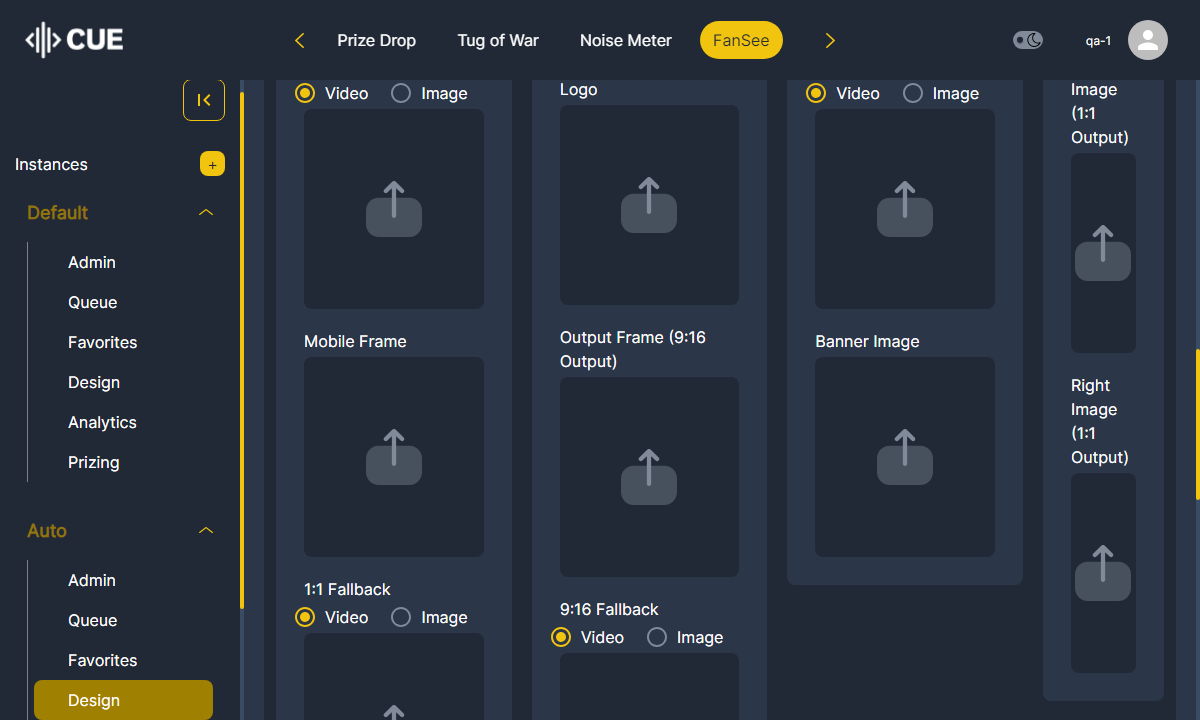 CUE
Prize Drop
Tug of War
Noise Meter
FanSee
qa-1
Instances
+
Default
Admin
Queue
Favorites
Design
Analytics
Prizing
Auto
Admin
Queue
Favorites
Design
Video
Image
Mobile Frame
1:1 Fallback
Video
Image
Logo
Output Frame (9:16
Output)
9:16 Fallback
Video
Image
Video
Image
Banner Image
Image
(1:1
Output)
Right
Image
(1:1
Output)